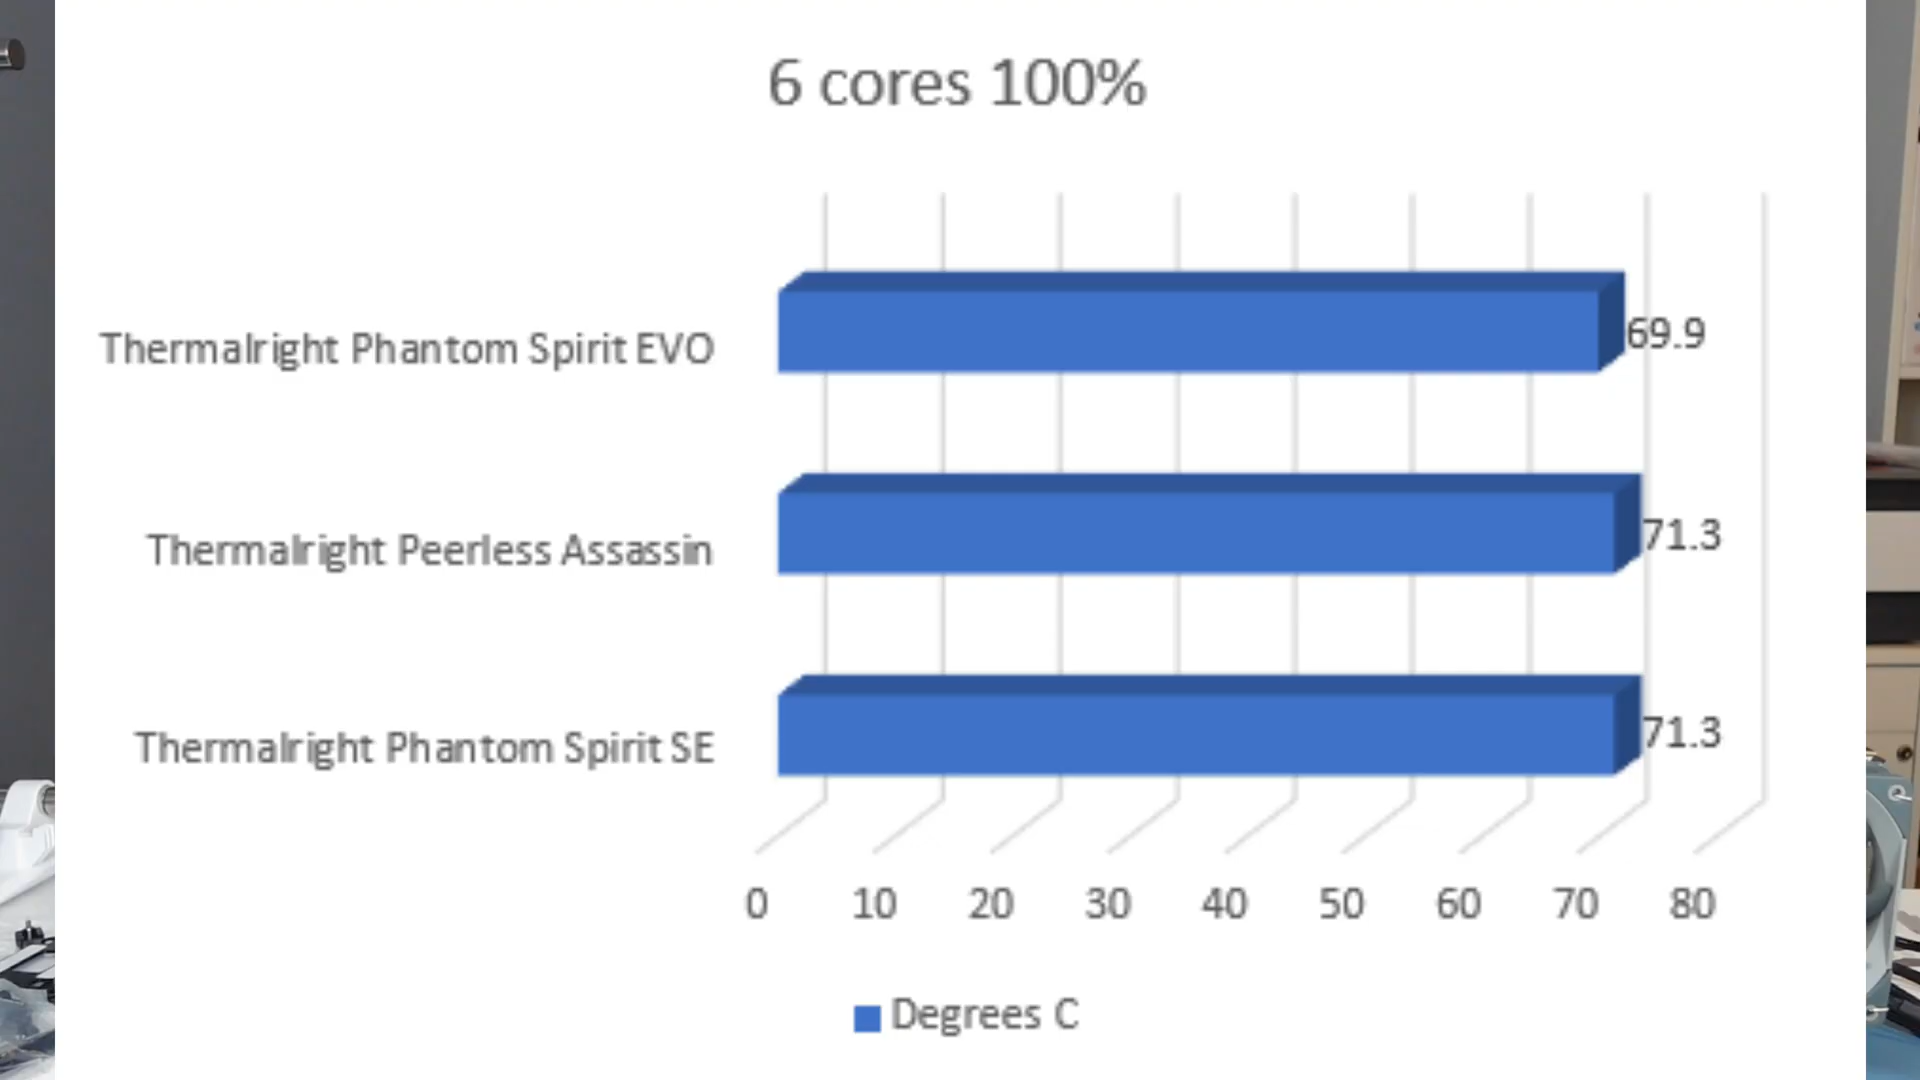 6 cores 100%
Thermalright Phantom Spirit EVO
69.9
Thermalright Peerless Assassin
71.3
Thermalright Phantom Spirit SE
71.3
0 10 20 30 40 50 60 70 80
Degrees C